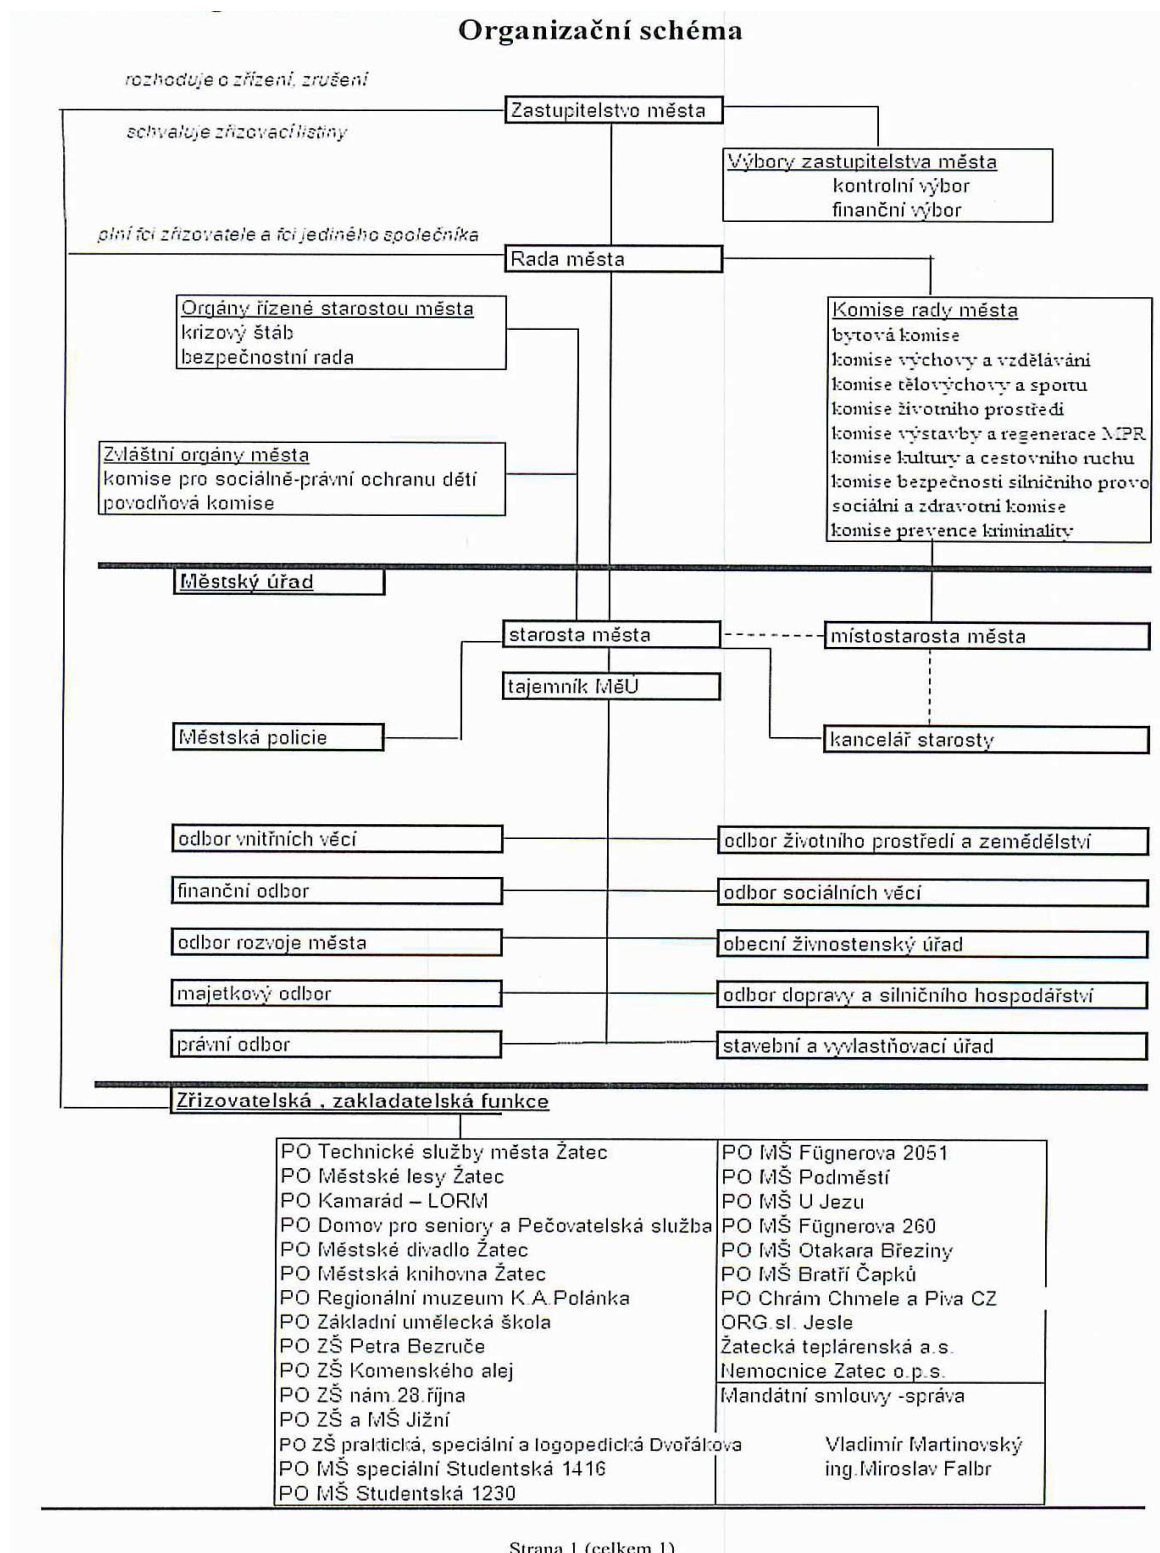 Organizační schéma
rozhoduje o zřízení, zrušení
Zastupitelstvo města
schvaluje zřizovací listiny
Výbory zastupitelstva města
kontrolní výbor
finanční výbor
plní fci zřizovatele a fci jediného společníka
Rada města
Orgány řízené starostou města
krizový štáb
bezpečnostní rada
Komise rady města
bytová komise
komise výchovy a vzdělávání
komise tělovýchovy a sportu
komise životního prostředí
komise výstavby a regenerace MPR
komise kultury a cestovního ruchu
komise bezpečnosti silničního provo
sociální a zdravotní komise
komise prevence kriminality
Zvláštní orgány města
komise pro sociálně-právní ochranu dětí
povodňová komise
Městský úřad
starosta města
místostarosta města
tajemník MěÚ
Městská policie
kancelář starosty
odbor vnitřních věcí
odbor životního prostředí a zemědělství
finanční odbor
odbor sociálních věcí
odbor rozvoje města
obecní živnostenský úřad
majetkový odbor
odbor dopravy a silničního hospodářství
právní odbor
stavební a vyvlastňovací úřad
Zřizovatelská , zakladatelská funkce
PO Technické služby města Žatec
PO Městské lesy Žatec
PO Kamarád – LORM
PO Domov pro seniory a Pečovatelská služba
PO Městské divadlo Žatec
PO Městská knihovna Žatec
PO Regionální muzeum K.A.Polánka
PO Základní umělecká škola
PO ZŠ Petra Bezruče
PO ZŠ Komenského alej
PO ZŠ nám.28.října
PO ZŠ a MŠ Jižní
PO ZŠ praktická, speciální a logopedická Dvořákova
PO MŠ speciální Studentská 1416
PO MŠ Studentská 1230
PO MŠ Fügnerova 2051
PO MŠ Podměstí
PO MŠ U Jezu
PO MŠ Fügnerova 260
PO MŠ Otakara Březiny
PO MŠ Bratří Čapků
PO Chrám Chmele a Piva CZ
ORG.sl. Jesle
Žatecká teplárenská a.s.
Nemocnice Zatec o.p.s.
Mandátní smlouvy -správa
Vladimír Martinovský
ing.Miroslav Falbr
Strana 1 (celkem 1)